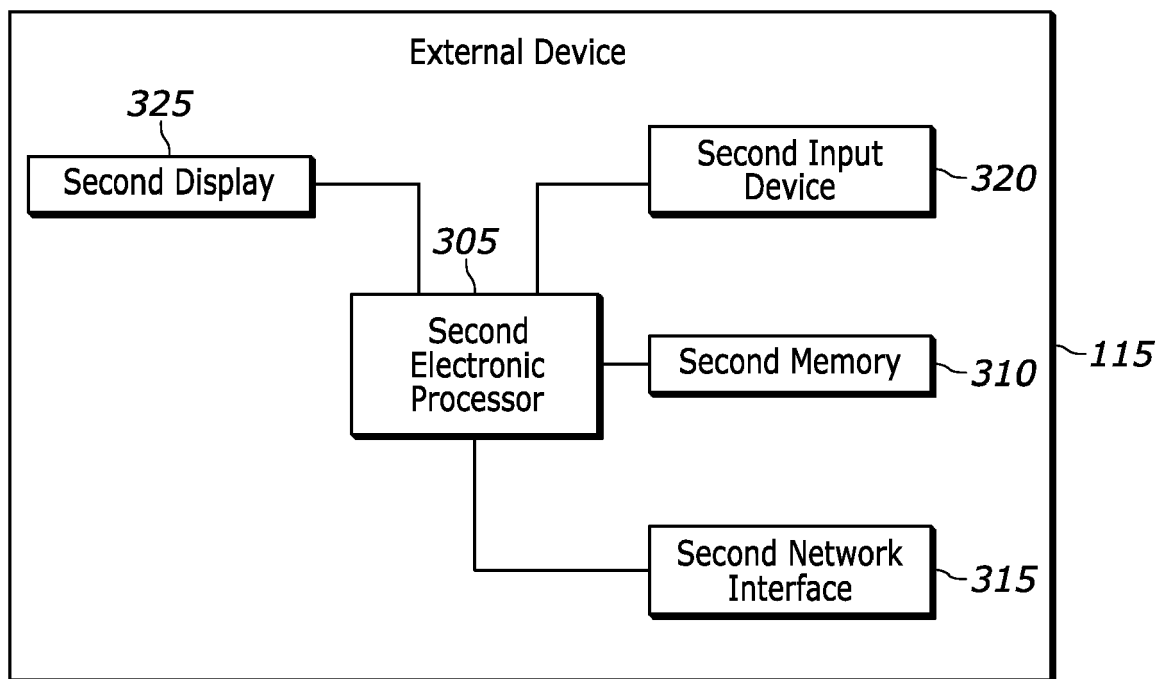 External Device
325
Second Display
Second Input
Device
320
305
Second
Electronic
Processor
Second Memory
310
115
Second Network
Interface
315